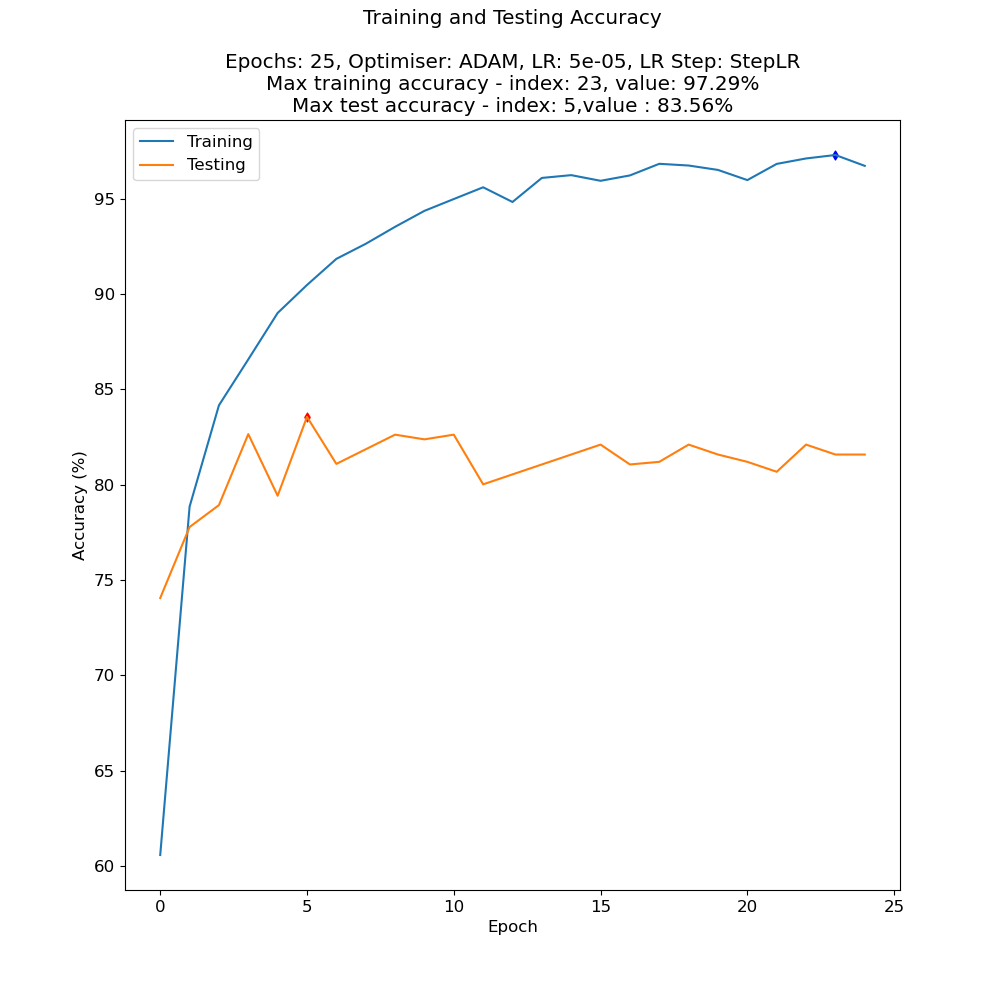 Training and Testing Accuracy
Epochs: 25, Optimiser: ADAM, LR: 5e-05, LR Step: StepLR
Max training accuracy - index: 23, value: 97.29%
Max test accuracy - index: 5,value : 83.56%
Training
Testing
95
90
85
80
75
70
65
60
Accuracy (%)
0 5 10 15 20 25
Epoch